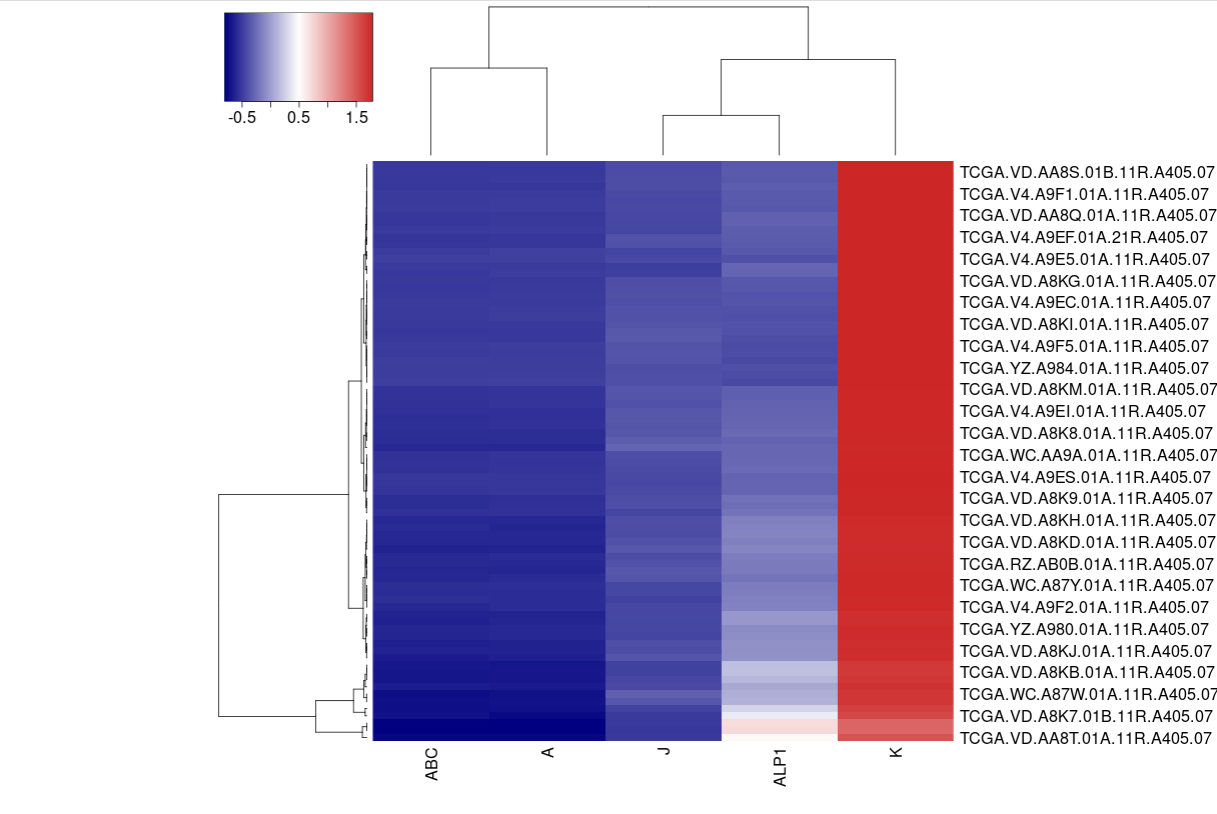 -0.5 0.5 1.5
TCGA.VD.AA8S.01B.11R.A405.07
TCGA.V4.A9F1.01A.11R.A405.07
TCGA.VD.AA8Q.01A.11R.A405.07
TCGA.V4.A9EF.01A.21R.A405.07
TCGA.V4.A9E5.01A.11R.A405.07
TCGA.VD.A8KG.01A.11R.A405.07
TCGA.V4.A9EC.01A.11R.A405.07
TCGA.VD.A8KI.01A.11R.A405.07
TCGA.V4.A9F5.01A.11R.A405.07
TCGA.YZ.A984.01A.11R.A405.07
TCGA.VD.A8KM.01A.11R.A405.07
TCGA.V4.A9EI.01A.11R.A405.07
TCGA.VD.A8K8.01A.11R.A405.07
TCGA.WC.AA9A.01A.11R.A405.07
TCGA.V4.A9ES.01A.11R.A405.07
TCGA.VD.A8K9.01A.11R.A405.07
TCGA.VD.A8KH.01A.11R.A405.07
TCGA.VD.A8KD.01A.11R.A405.07
TCGA.RZ.AB0B.01A.11R.A405.07
TCGA.WC.A87Y.01A.11R.A405.07
TCGA.V4.A9F2.01A.11R.A405.07
TCGA.YZ.A980.01A.11R.A405.07
TCGA.VD.A8KJ.01A.11R.A405.07
TCGA.VD.A8KB.01A.11R.A405.07
TCGA.WC.A87W.01A.11R.A405.07
TCGA.VD.A8K7.01B.11R.A405.07
TCGA.VD.AA8T.01A.11R.A405.07
ABC
A
J
ALP1
K